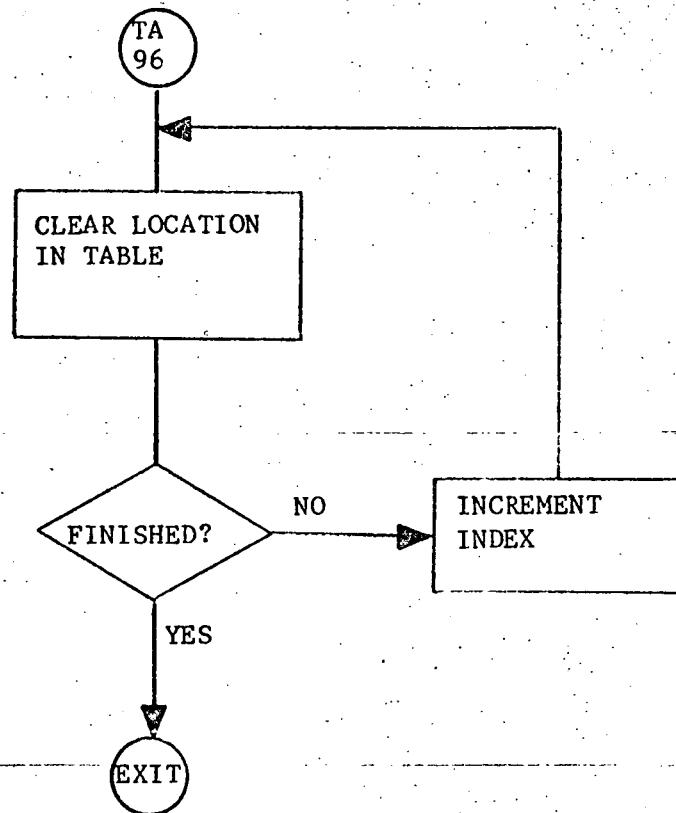 TA
96
CLEAR LOCATION
IN TABLE
FINISHED?
NO
INCREMENT
INDEX
YES
EXIT